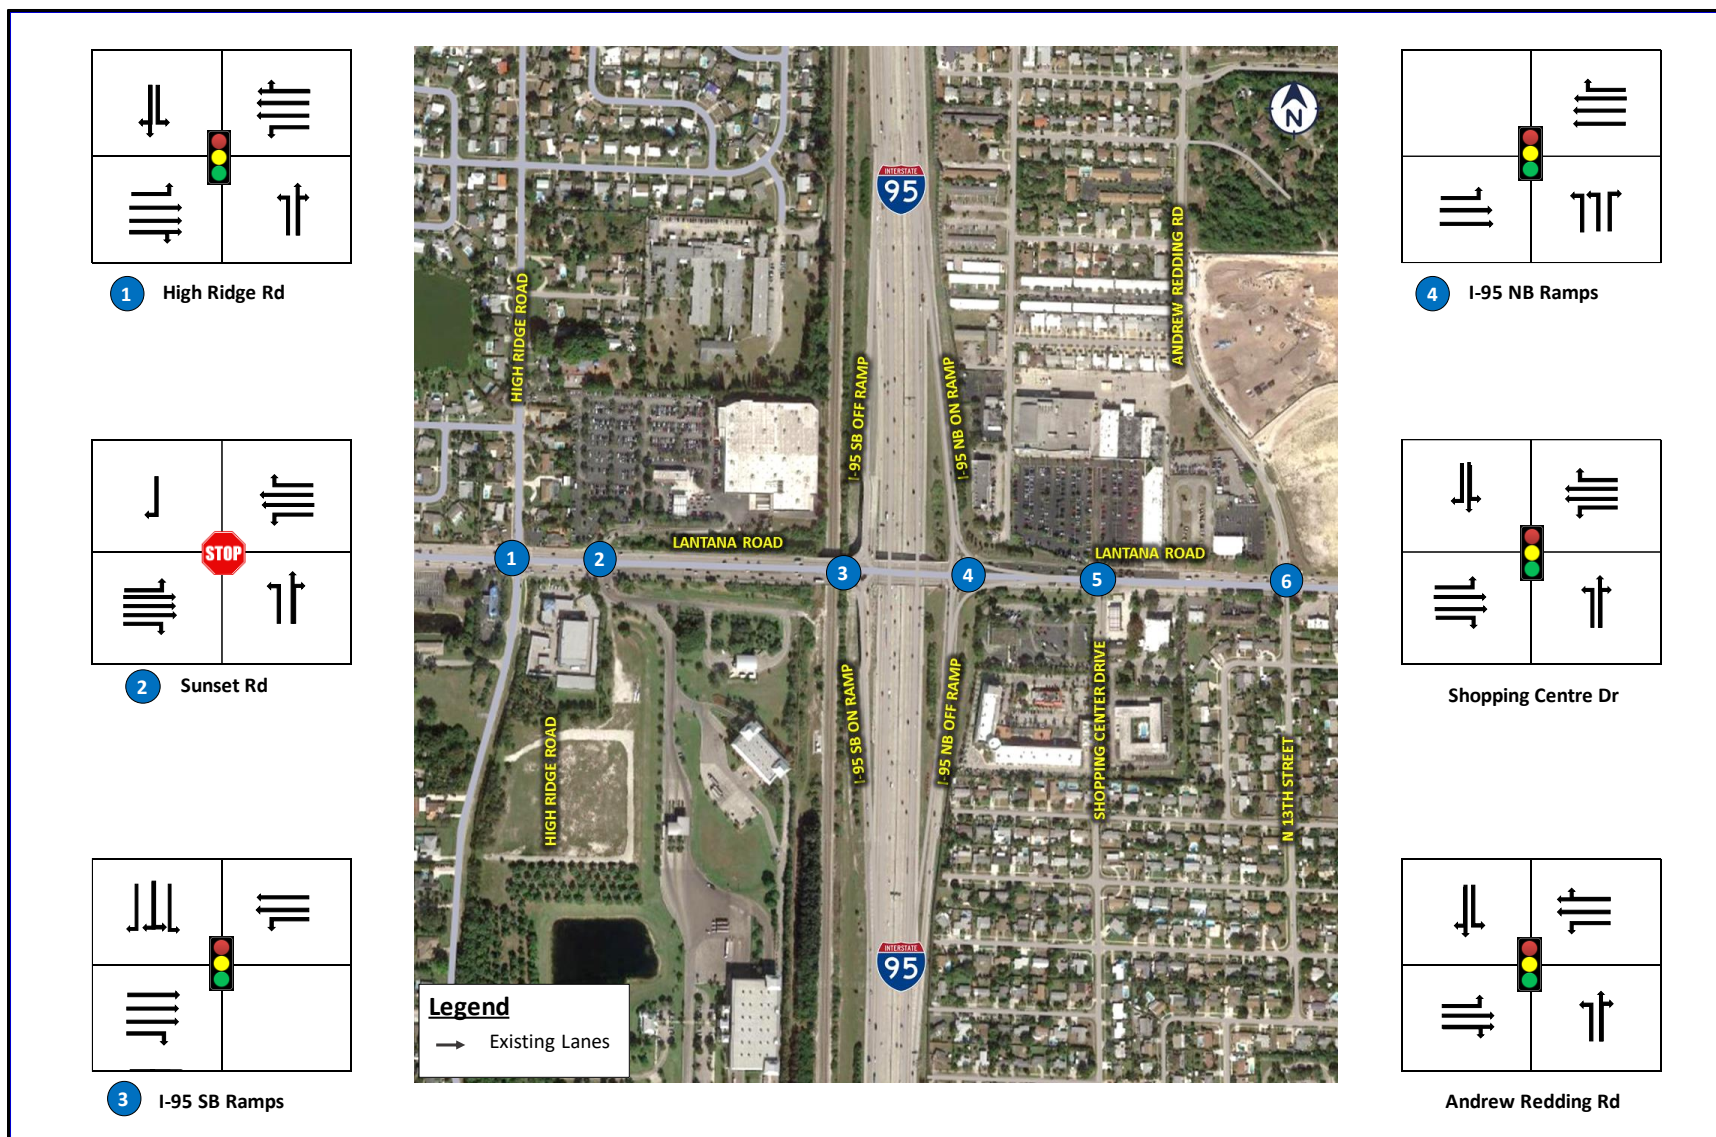 1 High Ridge Rd
STOP
2 Sunset Rd
3 I-95 SB Ramps
N
INTERSTATE
95
HIGH RIDGE ROAD
ANDREW REDDING RD
I-95 SB OFF RAMP
I-95 NB ON RAMP
LANTANA ROAD
LANTANA ROAD
1
2
3
4
5
6
I-95 SB ON RAMP
I-95 NB OFF RAMP
SHOPPING CENTER DRIVE
HIGH RIDGE ROAD
N 13TH STREET
INTERSTATE
95
Legend
Existing Lanes
4 I-95 NB Ramps
Shopping Centre Dr
Andrew Redding Rd